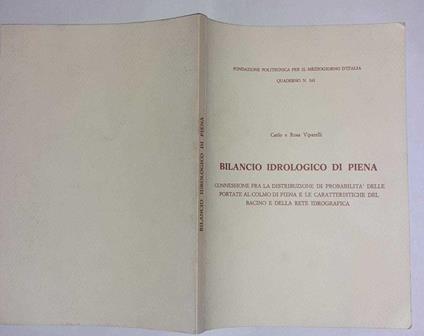 BILANCIO IDROLOGICO DI PIENA
FONDAZIONE POLITECNICA PER IL MEZZOGIORNO D'ITALIA
QUADERNO N.
Carlo e Rosa Viparelli
BILANCIO IDROLOGICO DI PIENA
CONNESSIONE FRA LA DISTRIBUZIONE DI PROBABILITA' DELLE
PORTATE AL COLMO DI PIENA E LE CARATTERISTICHE DEL
BACINO E DELLA RETE IDROGRAFICA